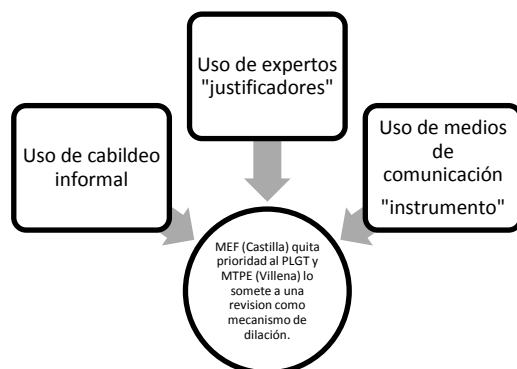 Uso de expertos
"justificadores"
Uso de cabildeo
informal
Uso de medios
de
comunicación
"instrumento"
MEF (Castilla) quita
prioridad al PLGT y
MTPE (Villena) lo
somete a una
revision como
mecanismo de
dilación.